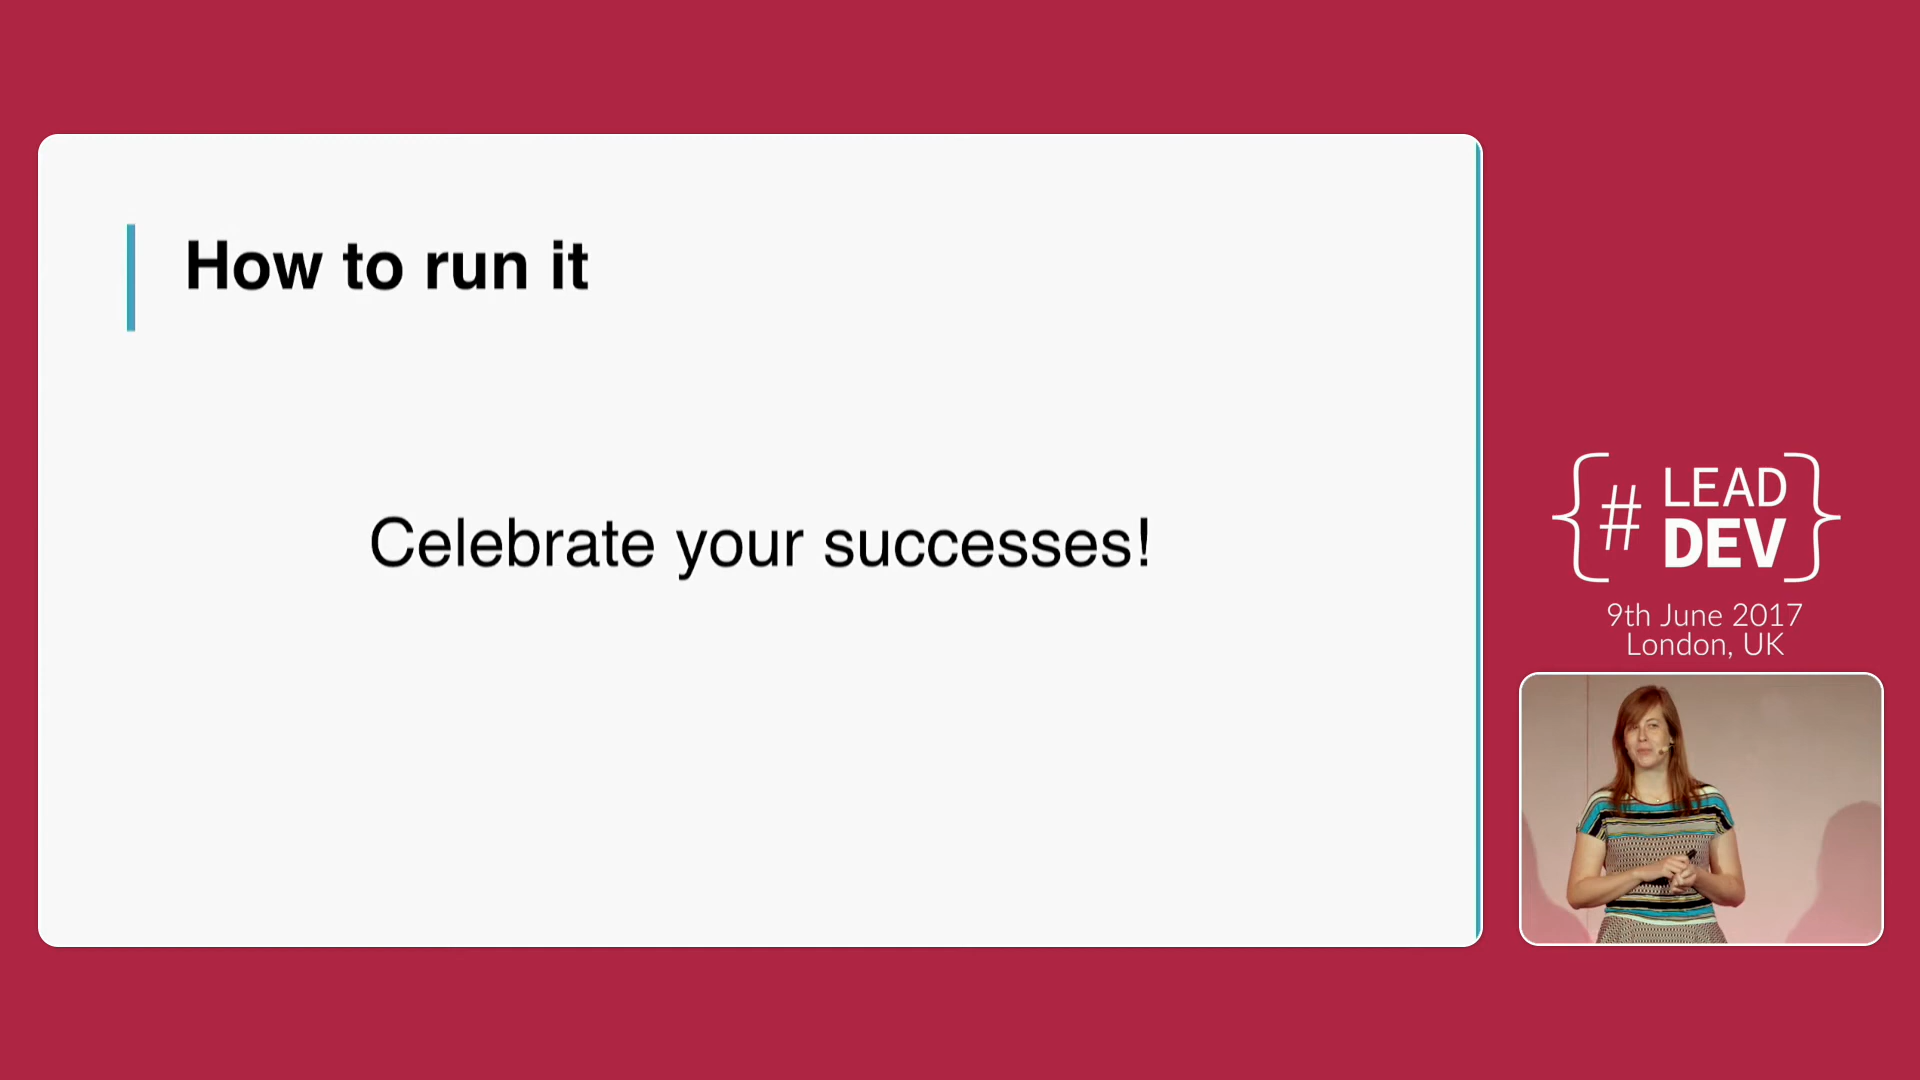 How to run it
Celebrate your successes!
{# LEAD
DEV}
9th June 2017
London, UK